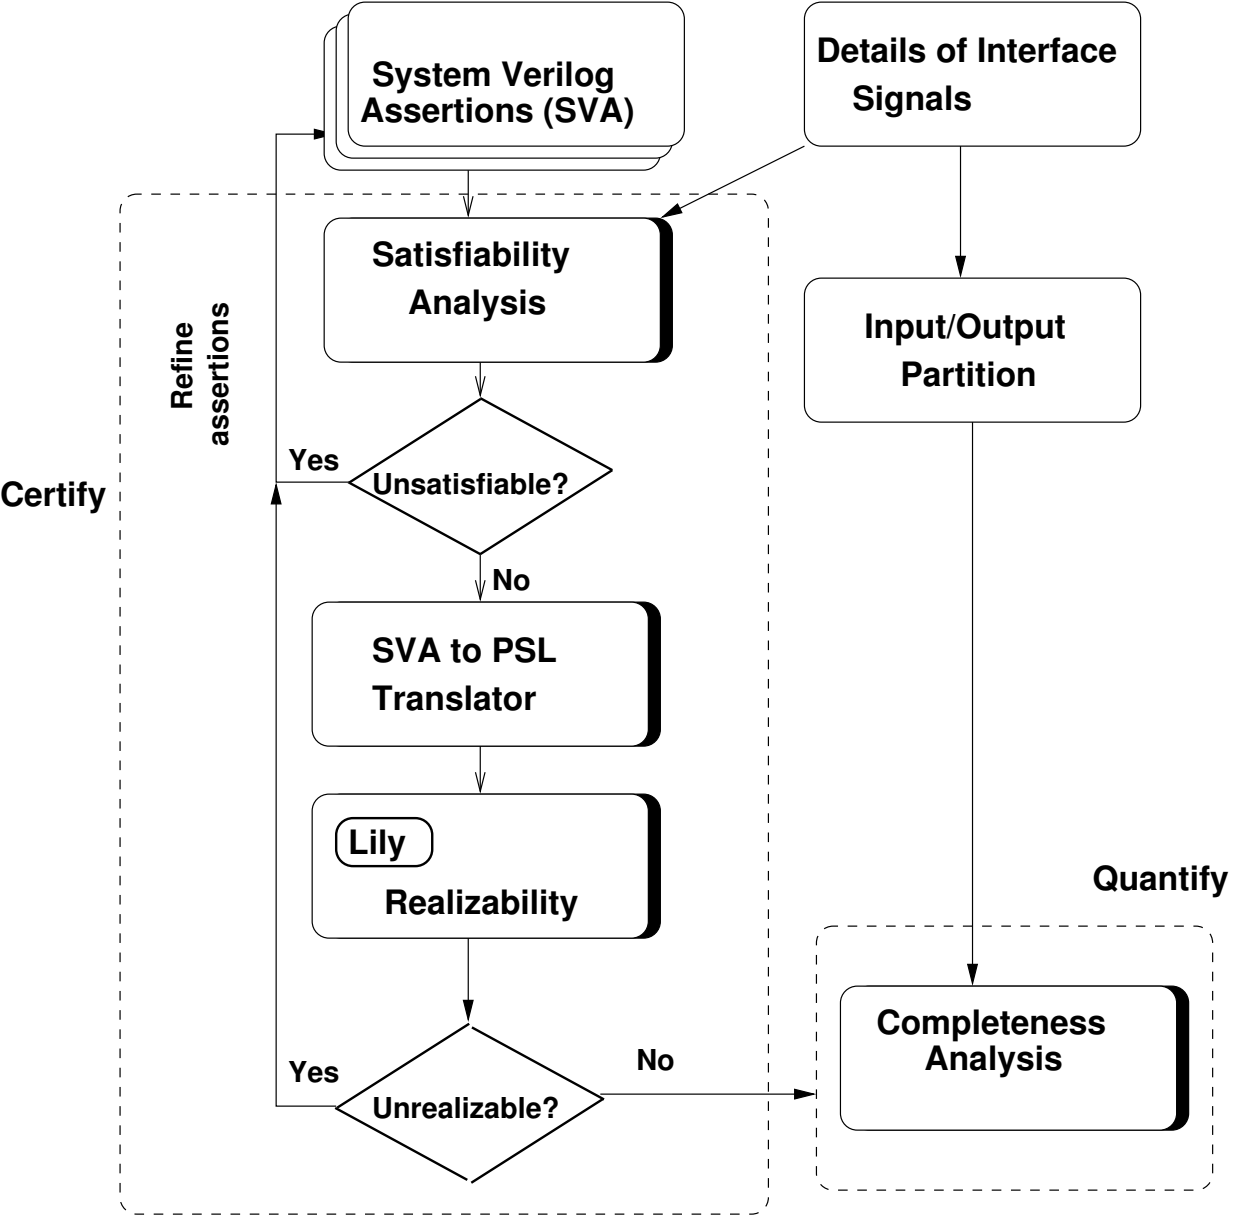 System Verilog
Assertions (SVA)
Details of Interface
Signals
Satisfiability
Analysis
Input/Output
Partition
Refine
assertions
Yes
Unsatisfiable?
Certify
No
SVA to PSL
Translator
Lily
Realizability
Quantify
Completeness
Analysis
Yes
No
Unrealizable?